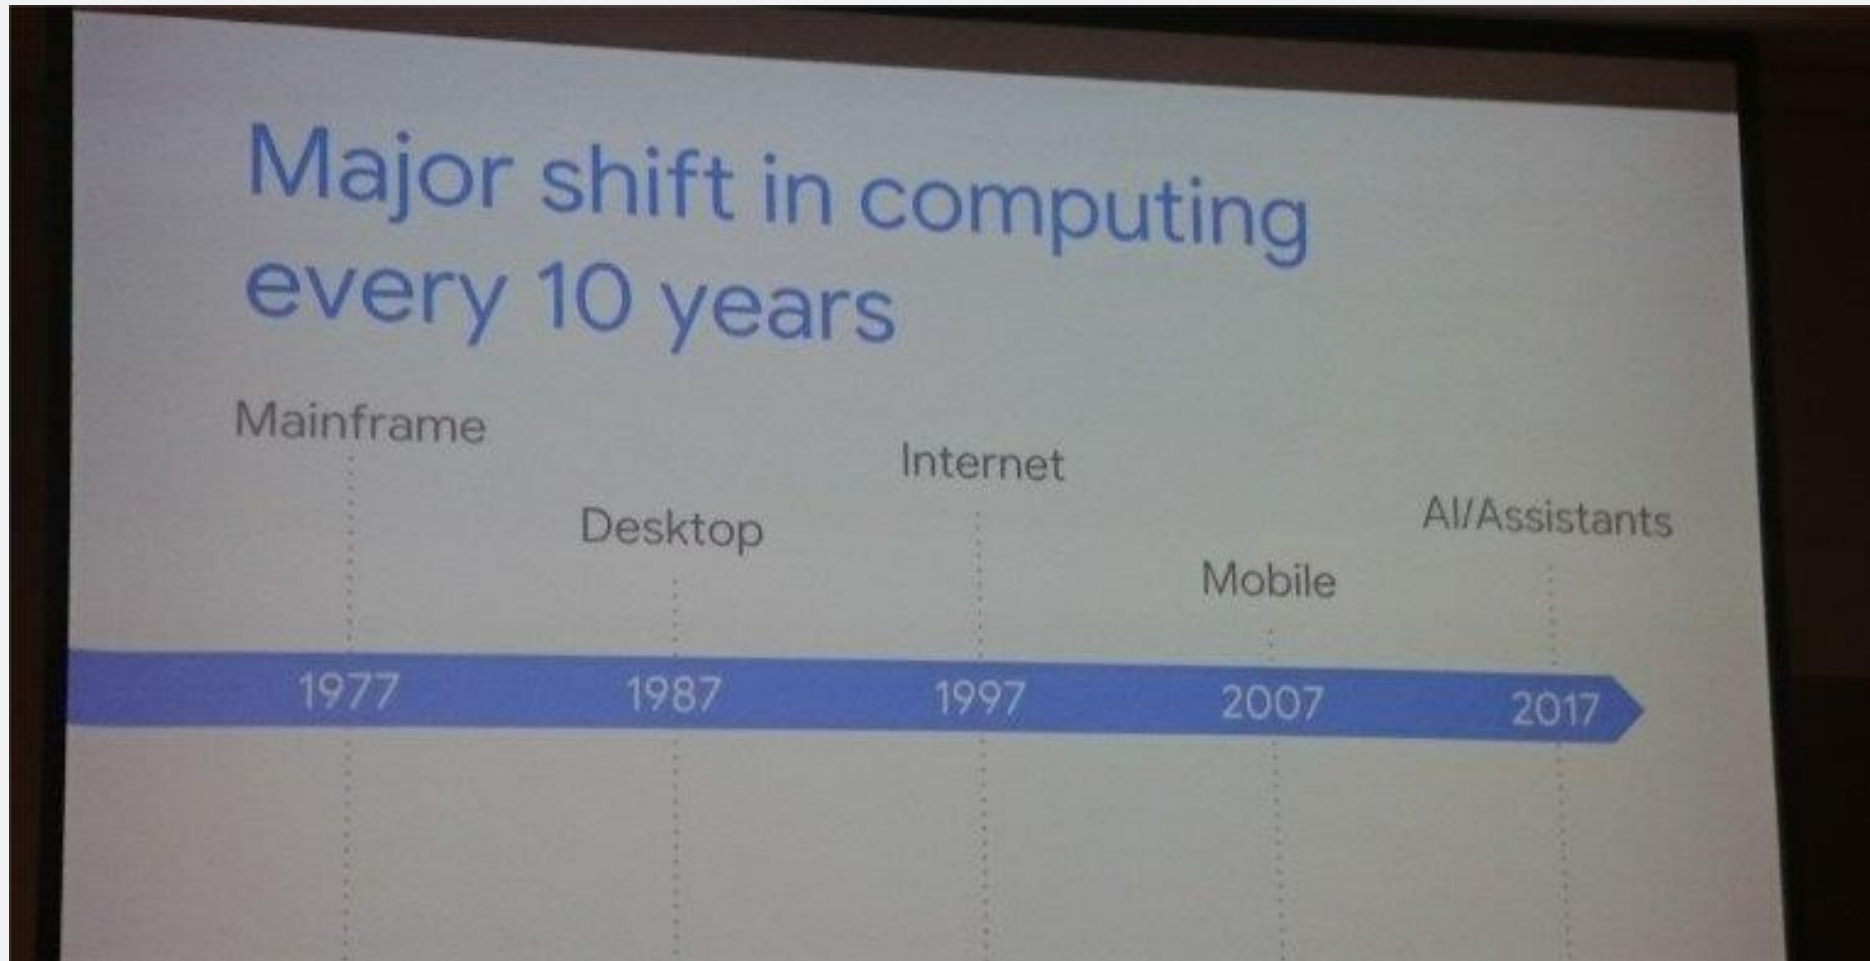 Major shift in computing
every 10 years
Mainframe
Desktop
Internet
Mobile
AI/Assistants
1977 1987 1997 2007 2017